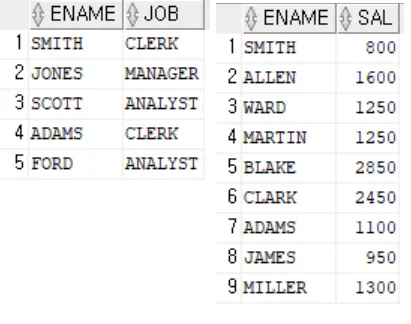 ENAME JOB
1 SMITH CLERK
2 JONES MANAGER
3 SCOTT ANALYST
4 ADAMS CLERK
5 FORD ANALYST
ENAME SAL
1 SMITH 800
2 ALLEN 1600
3 WARD 1250
4 MARTIN 1250
5 BLAKE 2850
6 CLARK 2450
7 ADAMS 1100
8 JAMES 950
9 MILLER 1300